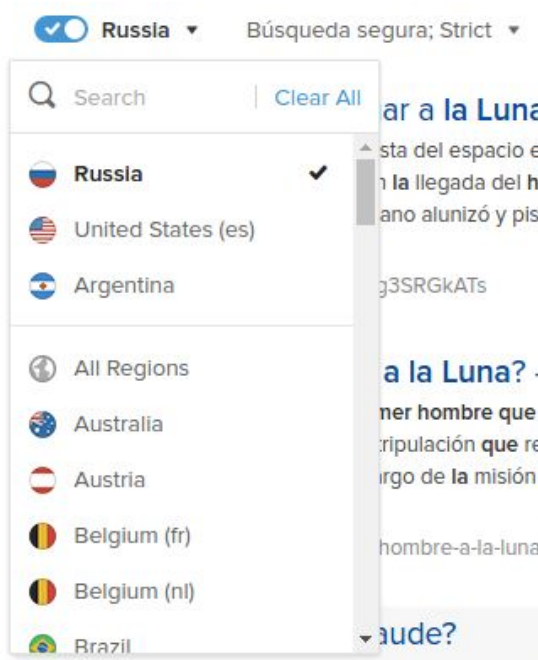 Russia
Búsqueda segura; Strict
Search
Clear All
Russia
United States (es)
Argentina
All Regions
Australia
Austria
Belgium (fr)
Belgium (nl)
Brazil
ar a la Luna
sta del espacio e
la llegada del h
ano alunizó y pis
g3SRGkATs
a la Luna? -
mer hombre que
tripulación que re
rgo de la misión
hombre-a-la-luna
aude?